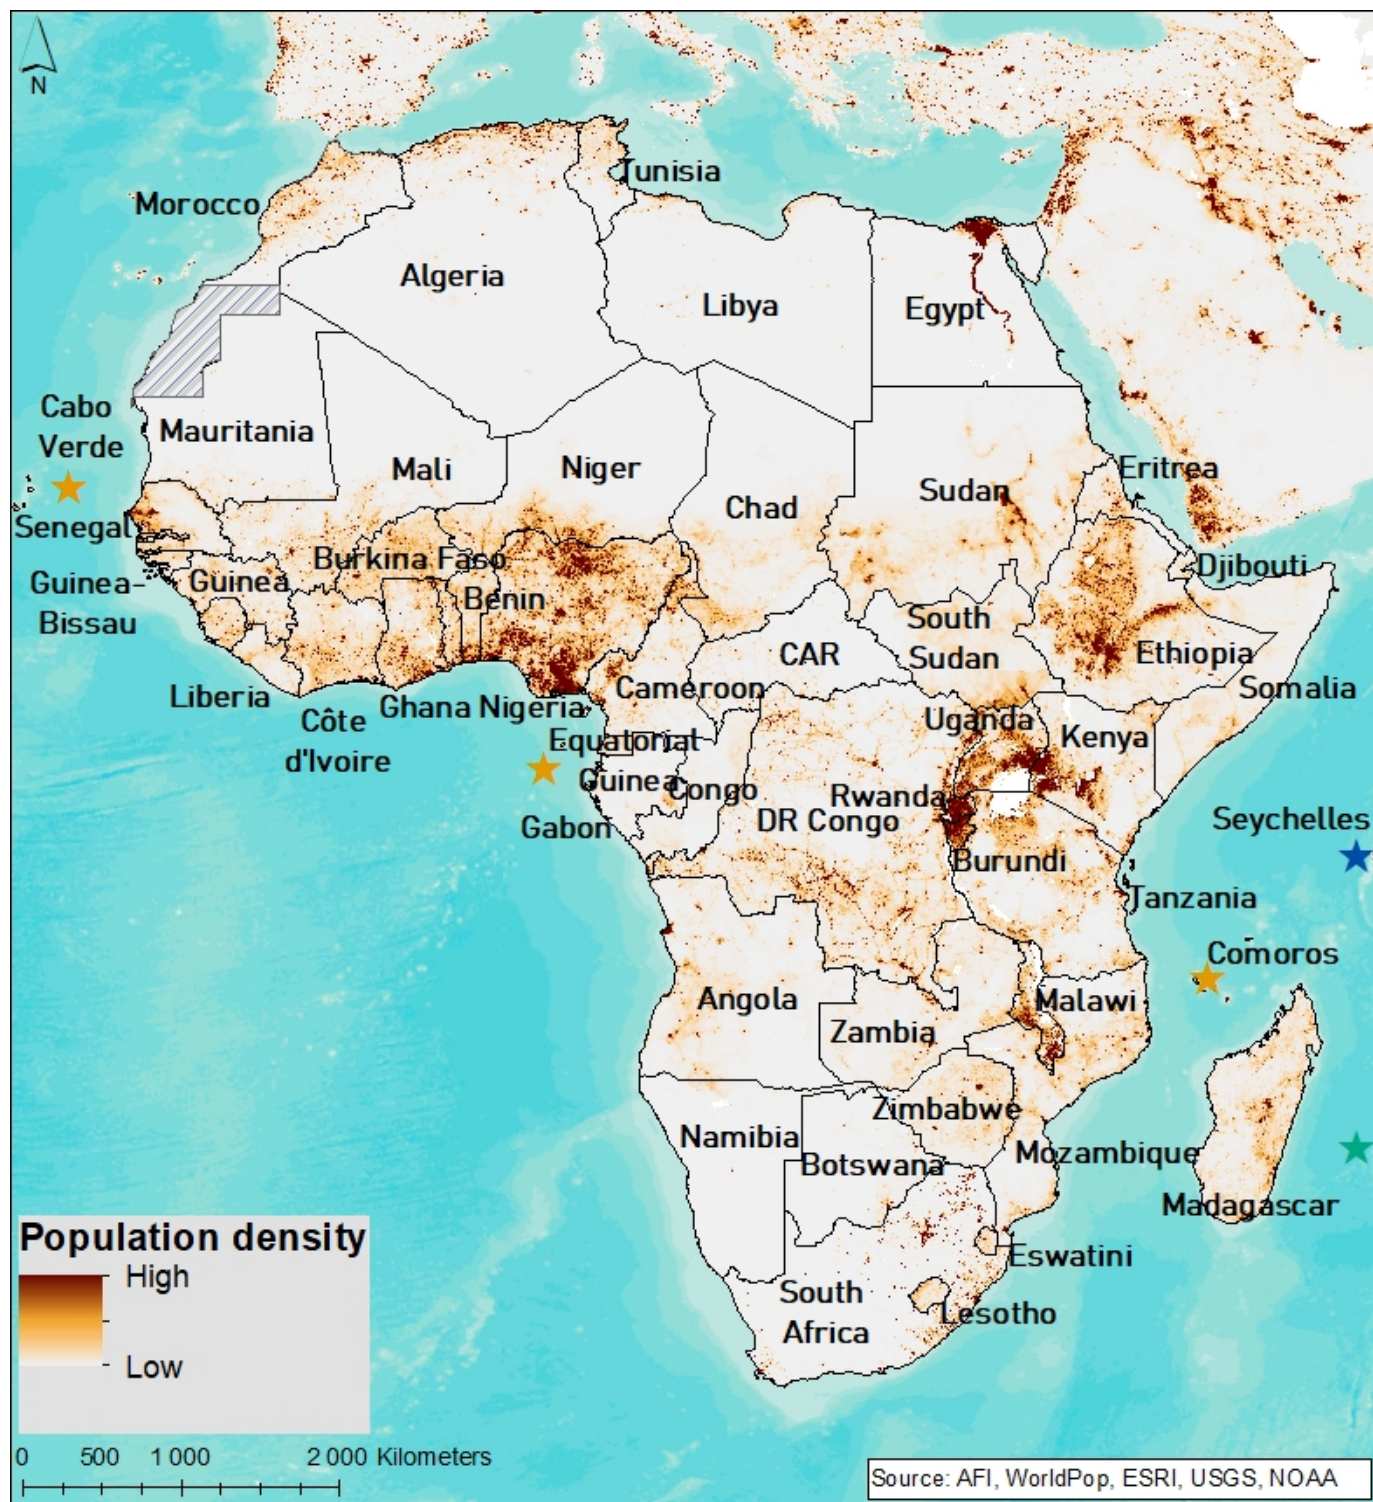 N
Tunisia
Morocco
Algeria
Libya
Egypt
Cabo
Verde
Mauritania
Mali
Niger
Chad
Sudan
Eritrea
Senegal
Burkina Faso
Djibouti
Guinea-
Bissau
Guinea
Benin
South
Sudan
CAR
Ethiopia
Somalia
Liberia
Côte
d'Ivoire
Ghana
Nigeria
Cameroon
Equatorial
Guinea
Uganda
Kenya
Congo
Gabon
Rwanda
DR Congo
Seychelles
Burundi
Tanzania
Comoros
Angola
Malawi
Zambia
Zimbabwe
Namibia
Botswana
Mozambique
Madagascar
Eswatini
South
Africa
Lesotho
Population density
High
Low
0 500 1 000 2 000 Kilometers
Source: AFI, WorldPop, ESRI, USGS, NOAA